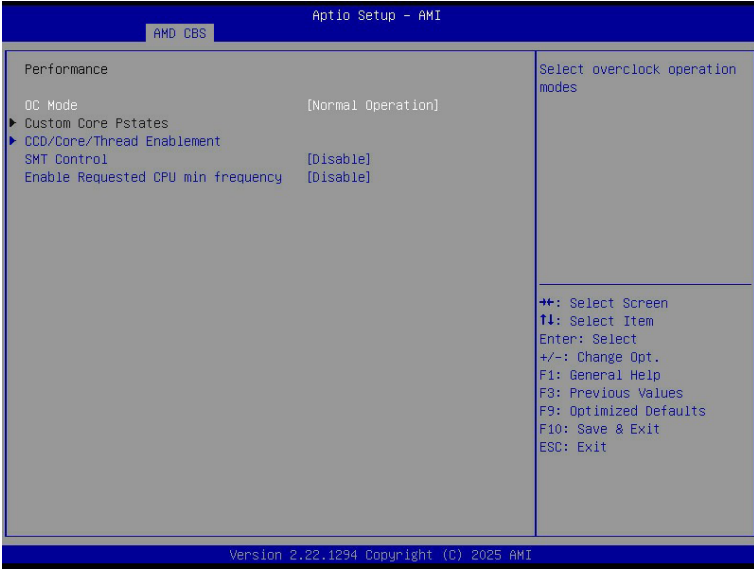 Aptio Setup - AMI
AMD CBS
Performance
OC Mode [Normal Operation]
Custom Core Pstates
CCD/Core/Thread Enablement
SMT Control [Disable]
Enable Requested CPU min frequency [Disable]
Select overclock operation
modes
→←: Select Screen
↑↓: Select Item
Enter: Select
+/-: Change Opt.
F1: General Help
F3: Previous Values
F9: Optimized Defaults
F10: Save & Exit
ESC: Exit
Version 2.22.1294 Copyright (C) 2025 AMI